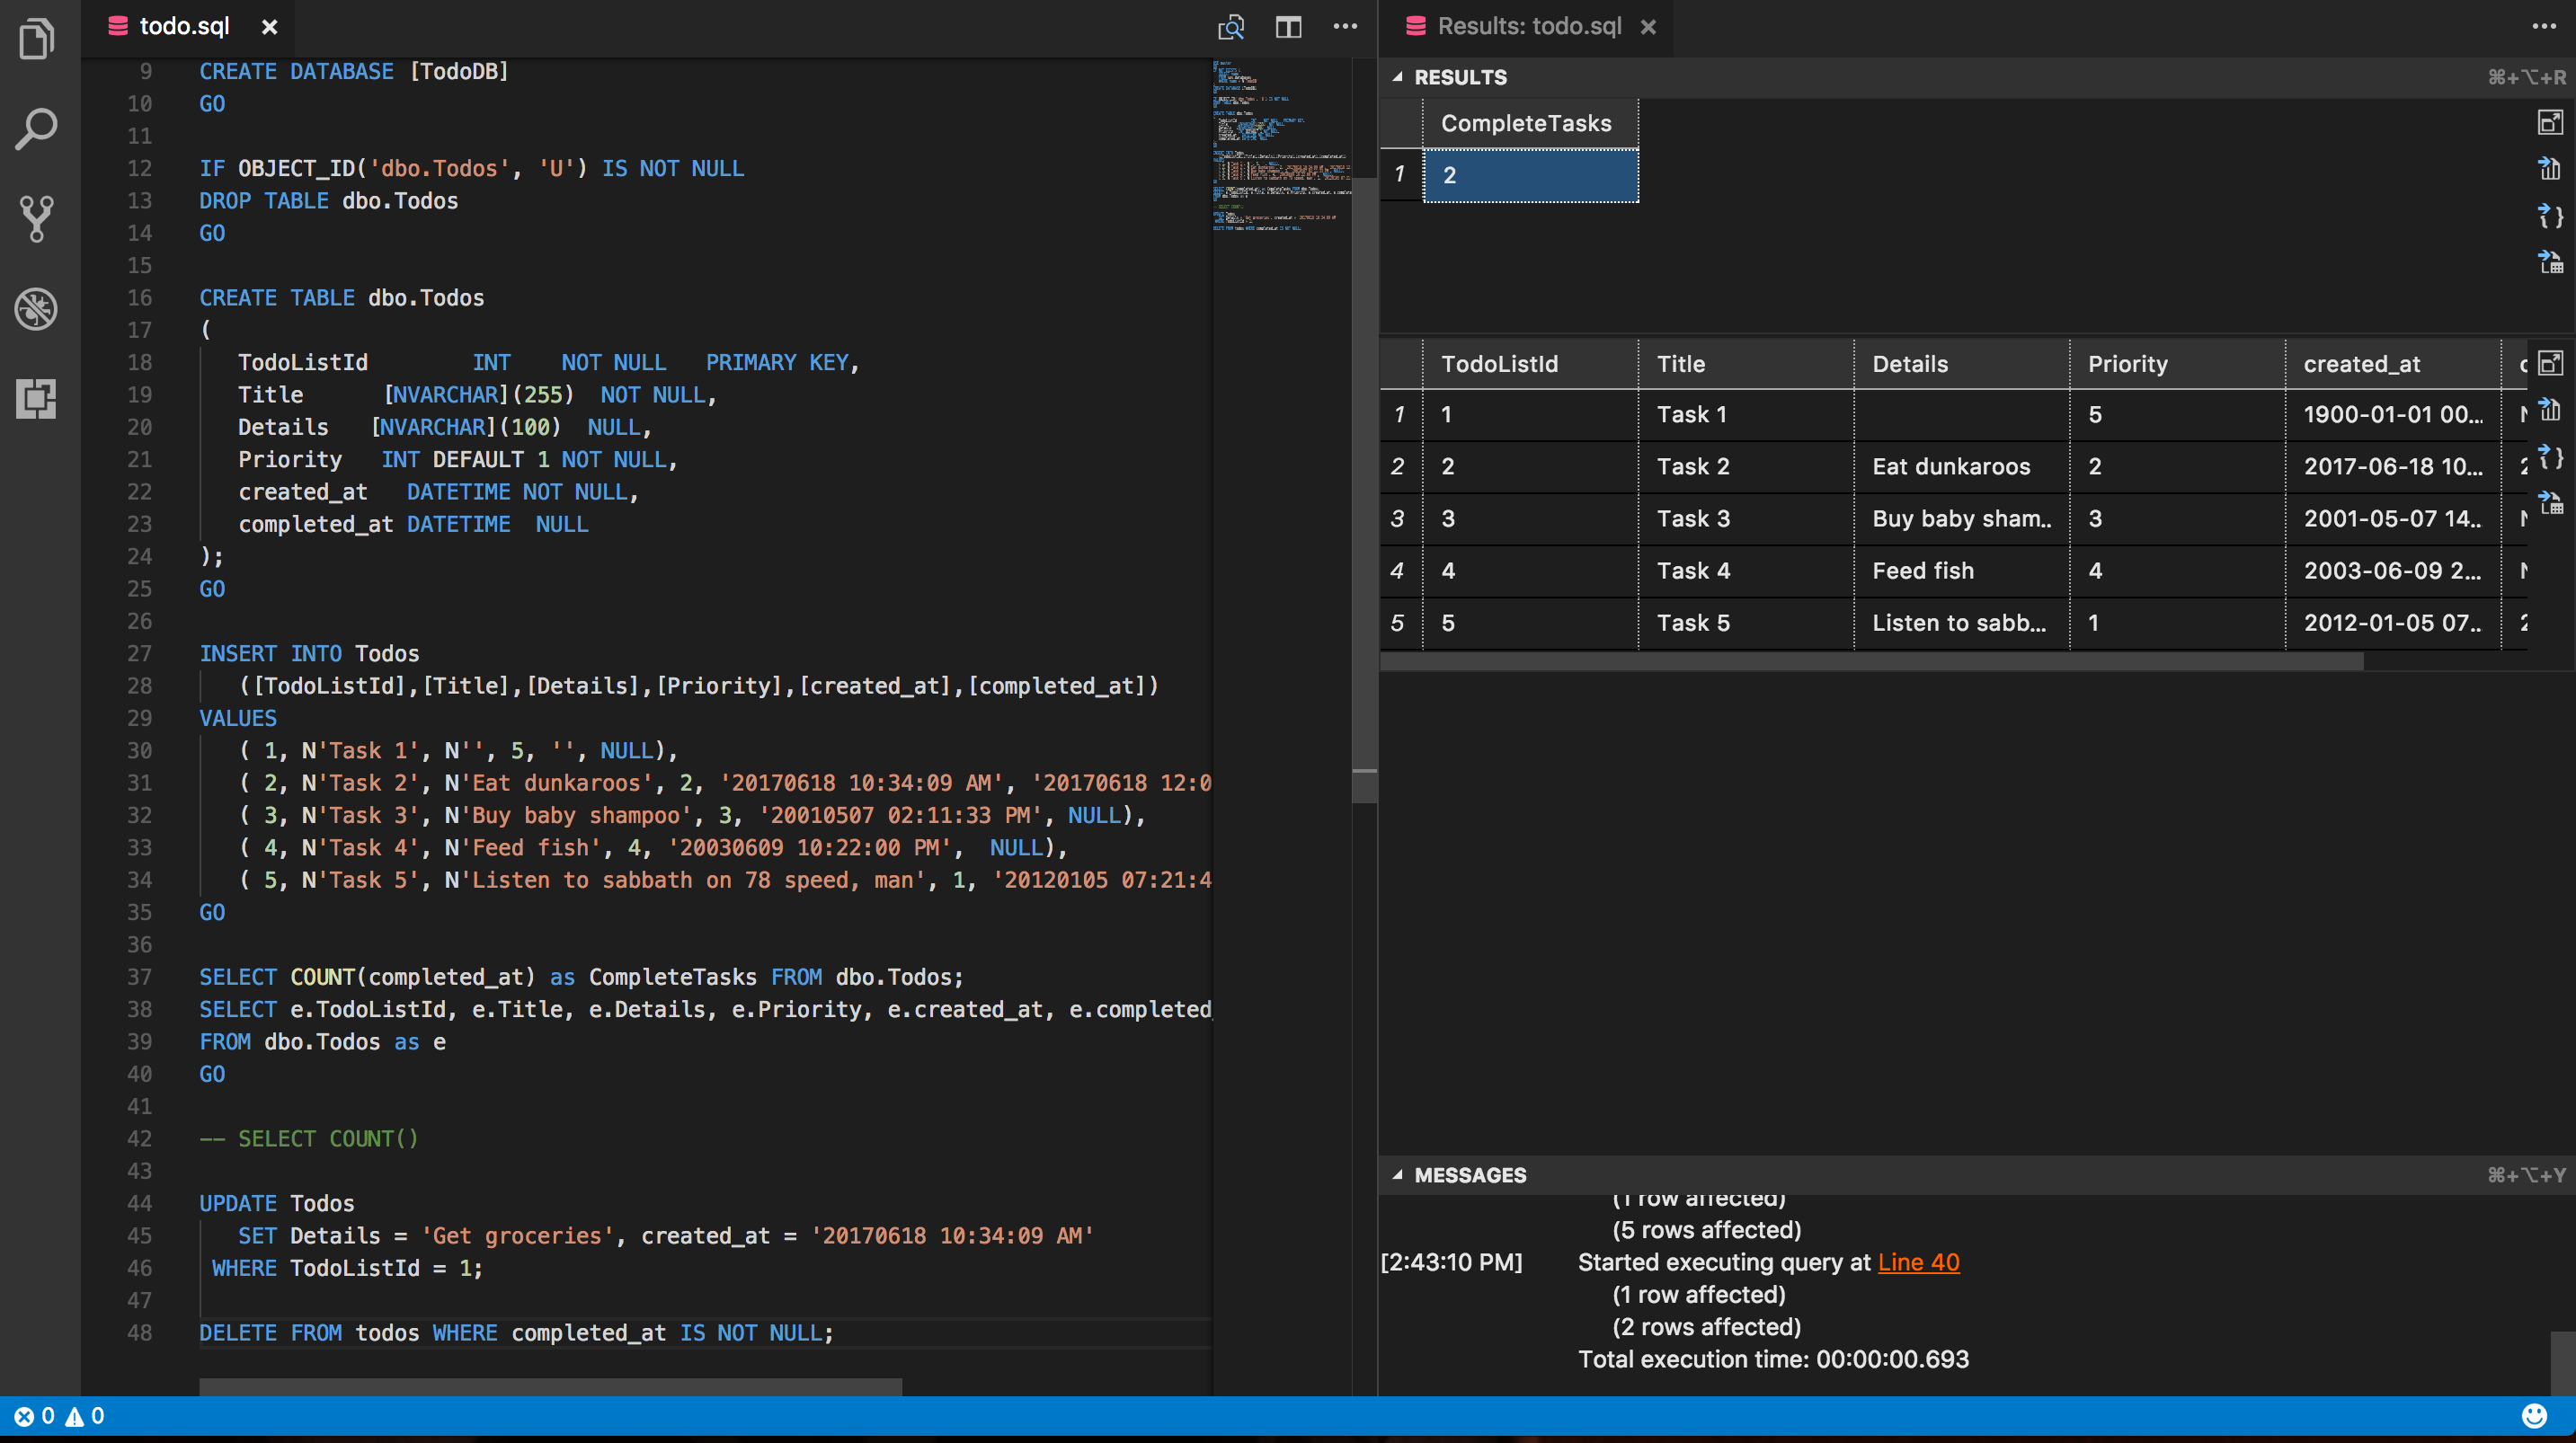 todo.sql
9 CREATE DATABASE [TodoDB]
10 GO
11
12 IF OBJECT_ID('dbo.Todos', 'U') IS NOT NULL
13 DROP TABLE dbo.Todos
14 GO
15
16 CREATE TABLE dbo.Todos
17 (
18 TodoListId INT NOT NULL PRIMARY KEY,
19 Title [NVARCHAR](255) NOT NULL,
20 Details [NVARCHAR](100) NULL,
21 Priority INT DEFAULT 1 NOT NULL,
22 created_at DATETIME NOT NULL,
23 completed_at DATETIME NULL
24 );
25 GO
26
27 INSERT INTO Todos
28 ([TodoListId],[Title],[Details],[Priority],[created_at],[completed_at])
29 VALUES
30 ( 1, N'Task 1', N'', 5, '', NULL),
31 ( 2, N'Task 2', N'Eat dunkaroos', 2, '20170618 10:34:09 AM', '20170618 12:0
32 ( 3, N'Task 3', N'Buy baby shampoo', 3, '20010507 02:11:33 PM', NULL),
33 ( 4, N'Task 4', N'Feed fish', 4, '20030609 10:22:00 PM', NULL),
34 ( 5, N'Task 5', N'Listen to sabbath on 78 speed, man', 1, '20120105 07:21:4
35 GO
36
37 SELECT COUNT(completed_at) as CompleteTasks FROM dbo.Todos;
38 SELECT e.TodoListId, e.Title, e.Details, e.Priority, e.created_at, e.completed_
39 FROM dbo.Todos as e
40 GO
41
42 -- SELECT COUNT()
43
44 UPDATE Todos
45 SET Details = 'Get groceries', created_at = '20170618 10:34:09 AM'
46 WHERE TodoListId = 1;
47
48 DELETE FROM todos WHERE completed_at IS NOT NULL;
Results: todo.sql
RESULTS ⌘+⌥+R
CompleteTasks
1 2
TodoListId Title Details Priority created_at c
1 1 Task 1 5 1900-01-01 00... N
2 2 Task 2 Eat dunkaroos 2 2017-06-18 10... 2
3 3 Task 3 Buy baby sham... 3 2001-05-07 14... N
4 4 Task 4 Feed fish 4 2003-06-09 2... N
5 5 Task 5 Listen to sabb... 1 2012-01-05 07... 2
MESSAGES ⌘+⌥+Y
(1 row affected)
(5 rows affected)
[2:43:10 PM] Started executing query at Line 40
(1 row affected)
(2 rows affected)
Total execution time: 00:00:00.693
0 0